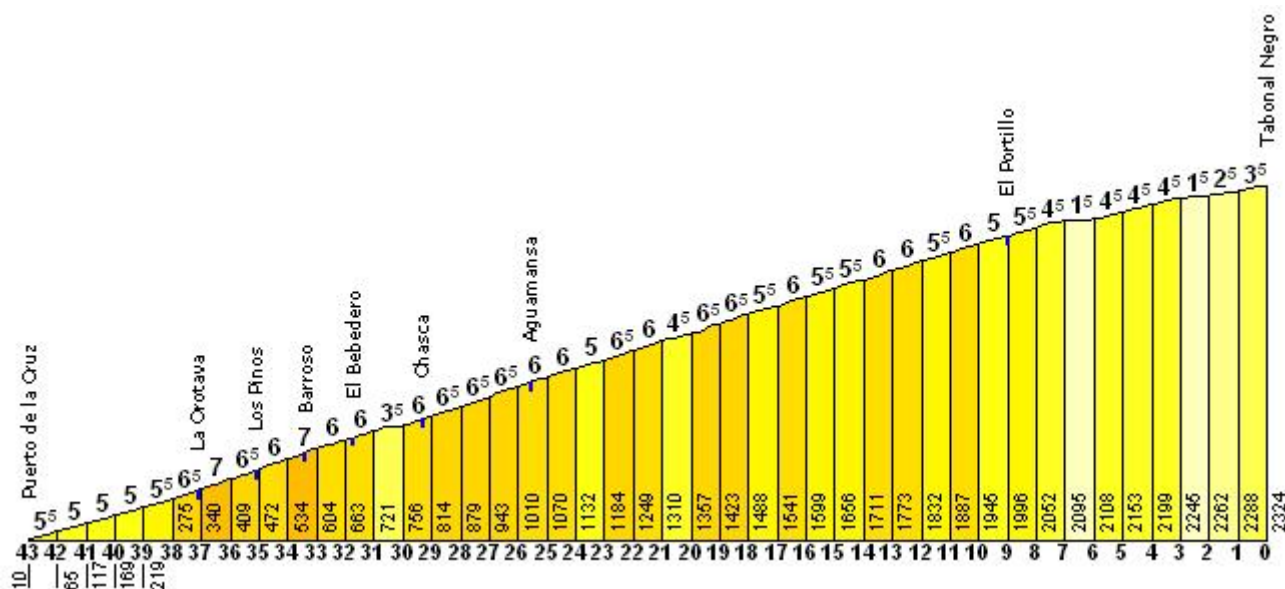 Puerto de la Cruz
La Orotava
Los Pinos
Barroso
El Bebedero
Chasca
Aguamansa
El Portillo
Tabonal Negro
5⁵ 5 5 5 5⁵ 6⁵ 7 6⁵ 6 7 6 6 3⁵ 6 6⁵ 6⁵ 6⁵ 6 6 5 6⁵ 6 4⁵ 6⁵ 6⁵ 5⁵ 6 5⁵ 5⁵ 6 6 5⁵ 6 5 5⁵ 4⁵ 1⁵ 4⁵ 4⁵ 4⁵ 1⁵ 2⁵ 3⁵
275 340 409 472 534 604 663 721 756 814 879 943 1010 1070 1132 1184 1249 1310 1357 1423 1488 1541 1599 1656 1711 1773 1832 1887 1945 1996 2052 2095 2108 2153 2199 2245 2262 2288 2324
43 42 41 40 39 38 37 36 35 34 33 32 31 30 29 28 27 26 25 24 23 22 21 20 19 18 17 16 15 14 13 12 11 10 9 8 7 6 5 4 3 2 1 0
10 65 117 169 219